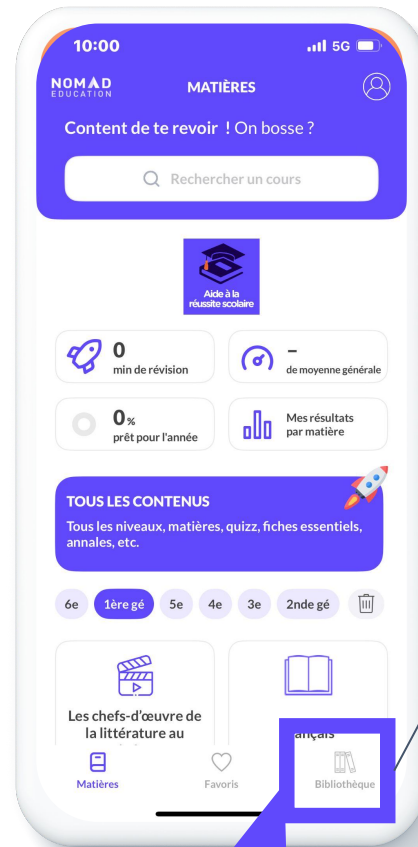 10:00
5G
NOMAD
EDUCATION
MATIÈRES
Content de te revoir ! On bosse ?
Rechercher un cours
Aide à la
réussite scolaire
0
min de révision
–
de moyenne générale
0%
prêt pour l'année
Mes résultats
par matière
TOUS LES CONTENUS
Tous les niveaux, matières, quizz, fiches essentiels,
annales, etc.
6e 1ère gé 5e 4e 3e 2nde gé
Les chefs-d'œuvre de
la littérature au
ançais
Matières
Favoris
Bibliothèque